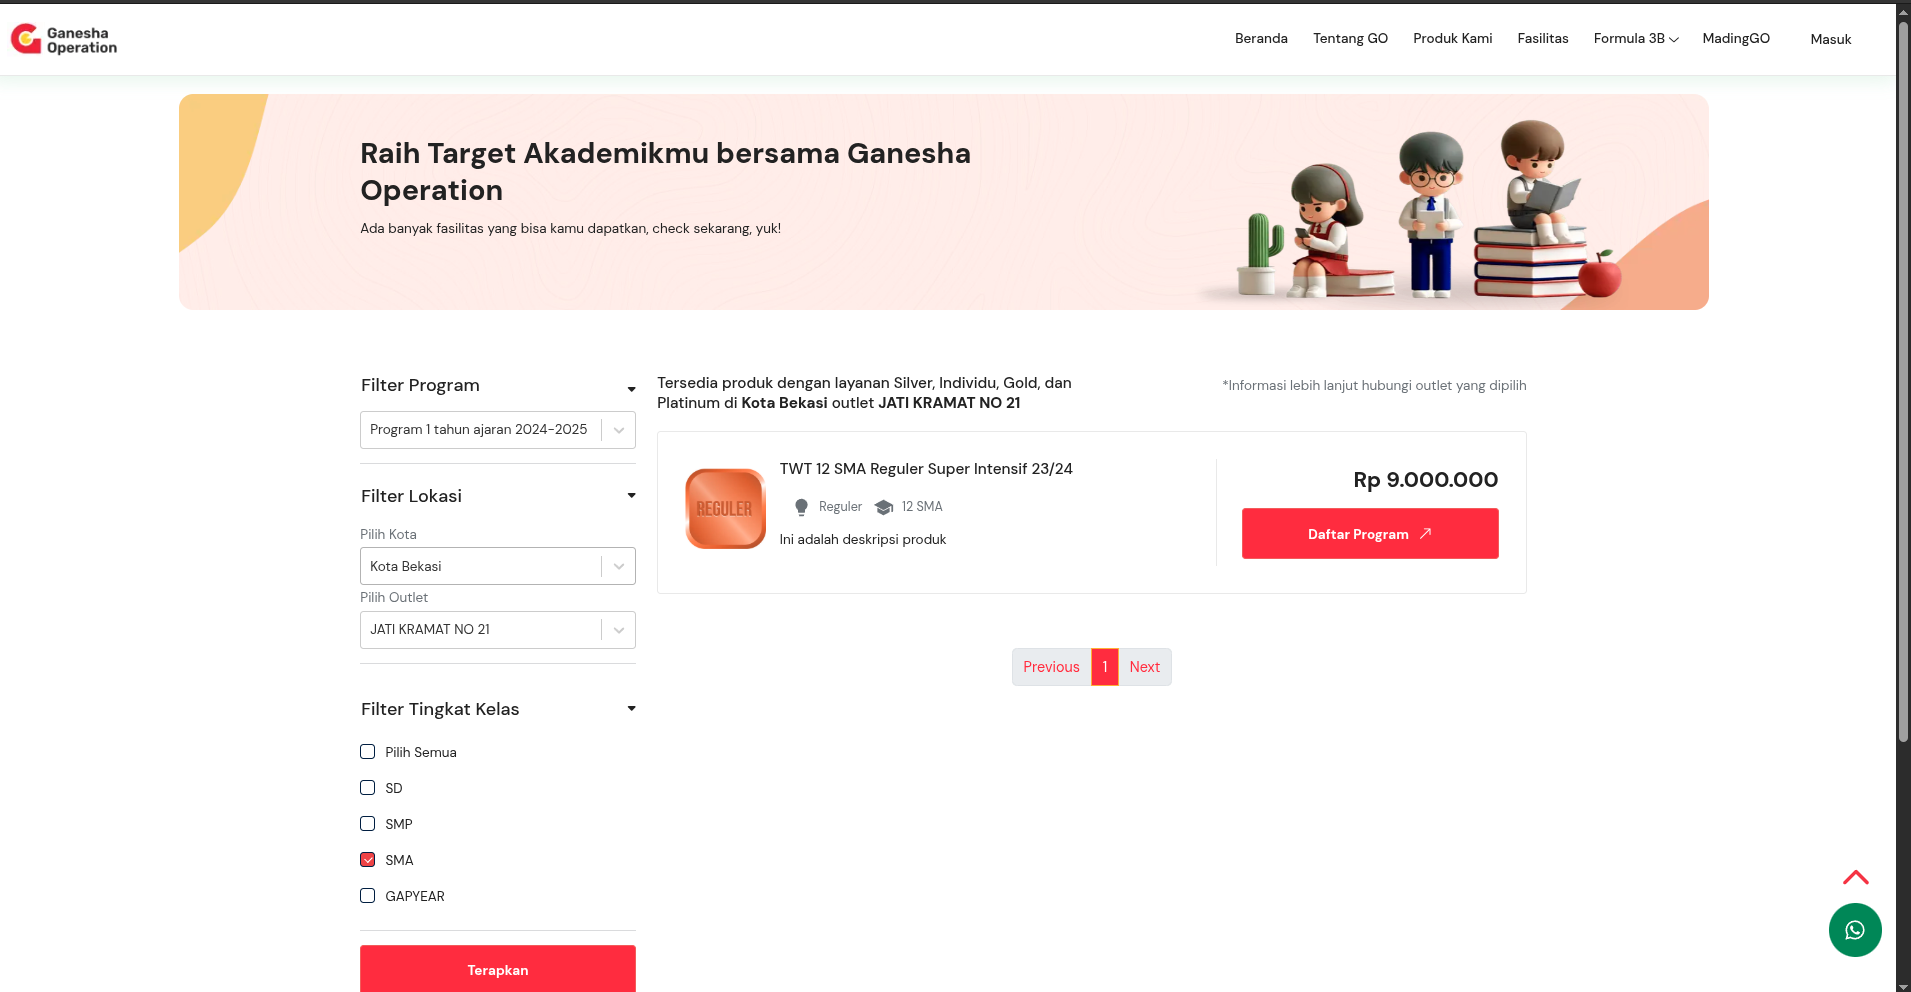 Ganesha
Operation
Beranda
Tentang GO
Produk Kami
Fasilitas
Formula 3B
MadingGO
Masuk
Raih Target Akademikmu bersama Ganesha
Operation
Ada banyak fasilitas yang bisa kamu dapatkan, check sekarang, yuk!
Filter Program
Program 1 tahun ajaran 2024-2025
Filter Lokasi
Pilih Kota
Kota Bekasi
Pilih Outlet
JATI KRAMAT NO 21
Filter Tingkat Kelas
Pilih Semua
SD
SMP
SMA
GAPYEAR
Terapkan
Tersedia produk dengan layanan Silver, Individu, Gold, dan
Platinum di Kota Bekasi outlet JATI KRAMAT NO 21
*Informasi lebih lanjut hubungi outlet yang dipilih
REGULER
TWT 12 SMA Reguler Super Intensif 23/24
Reguler
12 SMA
Ini adalah deskripsi produk
Rp 9.000.000
Daftar Program
Previous
1
Next